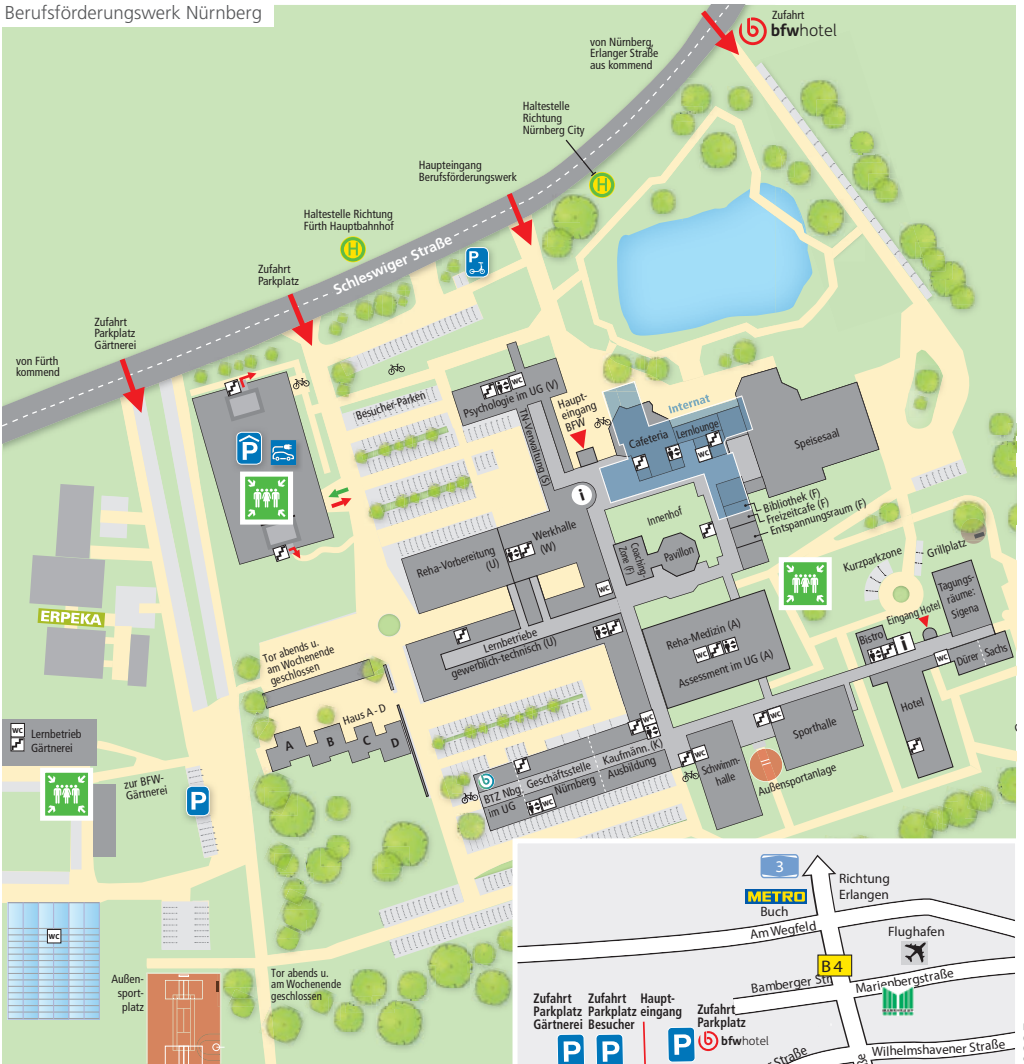 Berufsförderungswerk Nürnberg
Zufahrt
bfwhotel
von Nürnberg,
Erlanger Straße
aus kommend
Haltestelle
Richtung
Nürnberg City
H
Haupteingang
Berufsförderungswerk
Haltestelle Richtung
Fürth Hauptbahnhof
H
Schleswiger Straße
P
Zufahrt
Parkplatz
Zufahrt
Parkplatz
Gärtnerei
von Fürth
kommend
Besucher-Parken
WC
Psychologie im UG (V)
TN-Verwaltung (S)
Haupt-
eingang
BFW
Internat
Cafeteria
Lernlounge
WC
Speisesaal
P
i
Bibliothek (F)
Freizeitcafe (F)
Entspannungsraum (F)
Innenhof
Coaching-
Zone (F)
Pavillon
Werkhalle
(W)
Reha-Vorbereitung
(U)
WC
Kurzparkzone
Grillplatz
Tagungs-
räume:
Sigena
Eingang Hotel
Bistro
i
WC
Dürer
Sachs
Hotel
ERPEKA
Tor abends u.
am Wochenende
geschlossen
Lernbetriebe
gewerblich-technisch (U)
Reha-Medizin (A)
WC
Assessment im UG (A)
Haus A - D
A
B
C
D
WC
Lernbetrieb
Gärtnerei
zur BFW-
Gärtnerei
P
WC
Kaufmänn. (K)
Ausbildung
Geschäftsstelle
Nürnberg
BTZ Nbg.
im UG
WC
WC
Schwimm-
halle
WC
Sporthalle
Außensportanlage
WC
Außen-
sport-
platz
Tor abends u.
am Wochenende
geschlossen
3
Richtung
Erlangen
METRO
Buch
Am Wegfeld
Flughafen
B 4
Bamberger Str
Marienbergstraße
Zufahrt
Parkplatz
Gärtnerei
Zufahrt
Parkplatz
Besucher
Haupt-
eingang
Zufahrt
Parkplatz
bfwhotel
P
P
P
Straße
Wilhelmshavener Straße